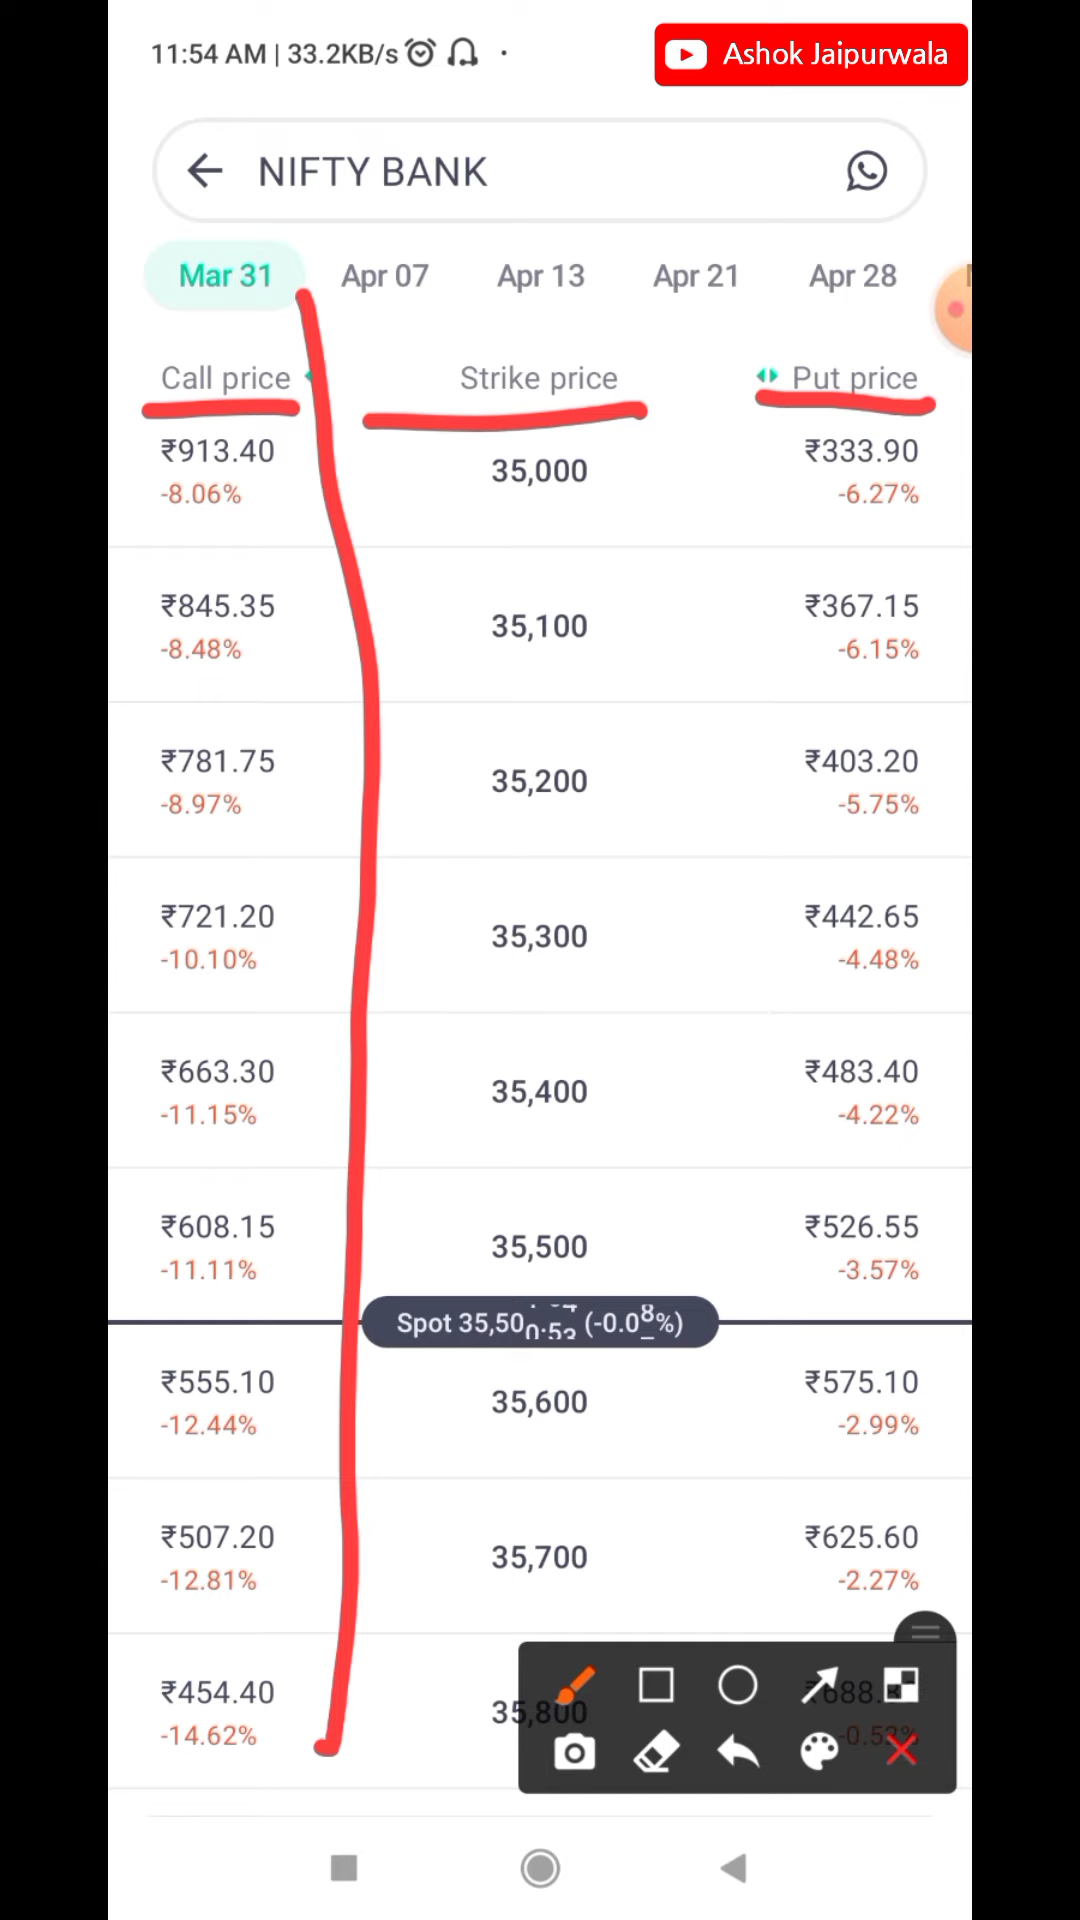 11:54 AM | 33.2KB/s
Ashok Jaipurwala
NIFTY BANK
Mar 31 Apr 07 Apr 13 Apr 21 Apr 28
Call price Strike price Put price
₹913.40 35,000 ₹333.90
-8.06% -6.27%
₹845.35 35,100 ₹367.15
-8.48% -6.15%
₹781.75 35,200 ₹403.20
-8.97% -5.75%
₹721.20 35,300 ₹442.65
-10.10% -4.48%
₹663.30 35,400 ₹483.40
-11.15% -4.22%
₹608.15 35,500 ₹526.55
-11.11% -3.57%
Spot
₹555.10 35,600 ₹575.10
-12.44% -2.99%
₹507.20 35,700 ₹625.60
-12.81% -2.27%
₹454.40 35,800
-14.62%